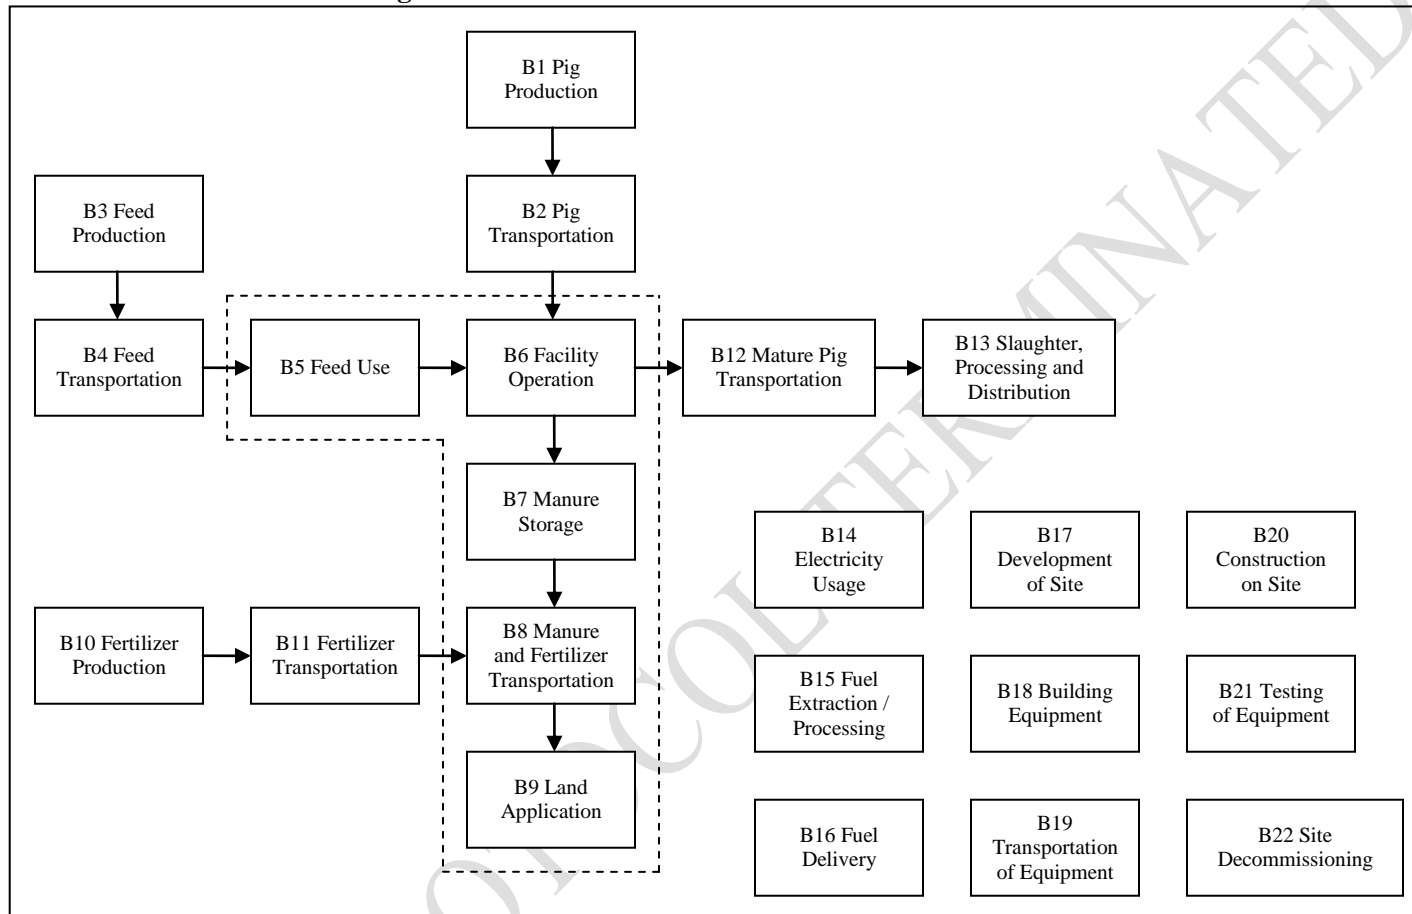 B1 Pig
Production
B3 Feed
Production
B2 Pig
Transportation
B4 Feed
Transportation
B5 Feed Use
B6 Facility
Operation
B12 Mature Pig
Transportation
B13 Slaughter,
Processing and
Distribution
B7 Manure
Storage
B14
Electricity
Usage
B17
Development
of Site
B20
Construction
on Site
B10 Fertilizer
Production
B11 Fertilizer
Transportation
B8 Manure
and Fertilizer
Transportation
B15 Fuel
Extraction /
Processing
B18 Building
Equipment
B21 Testing
of Equipment
B9 Land
Application
B16 Fuel
Delivery
B19
Transportation
of Equipment
B22 Site
Decommissioning
OTOCOL TERMINATED